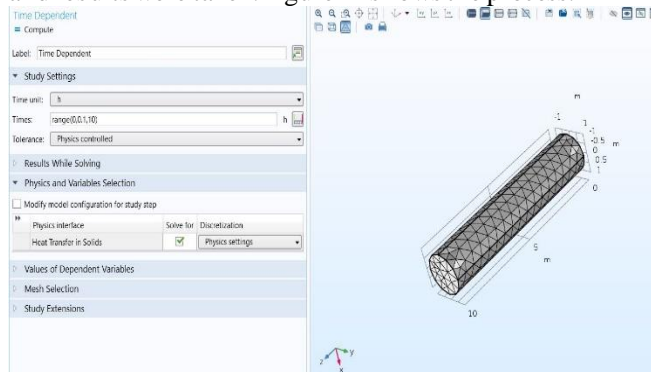 Time Dependent
= Compute
Label: Time Dependent
Study Settings
Time unit: h
Times: range(0,0.1,10) h
Tolerance: Physics controlled
Results While Solving
Physics and Variables Selection
Modify model configuration for study step
Physics interface Solve for Discretization
Heat Transfer in Solids Physics settings
Values of Dependent Variables
Mesh Selection
Study Extensions
m
-1 1
-1
-0.5 m
0
0.5
1
0
5
m
10
z y
x